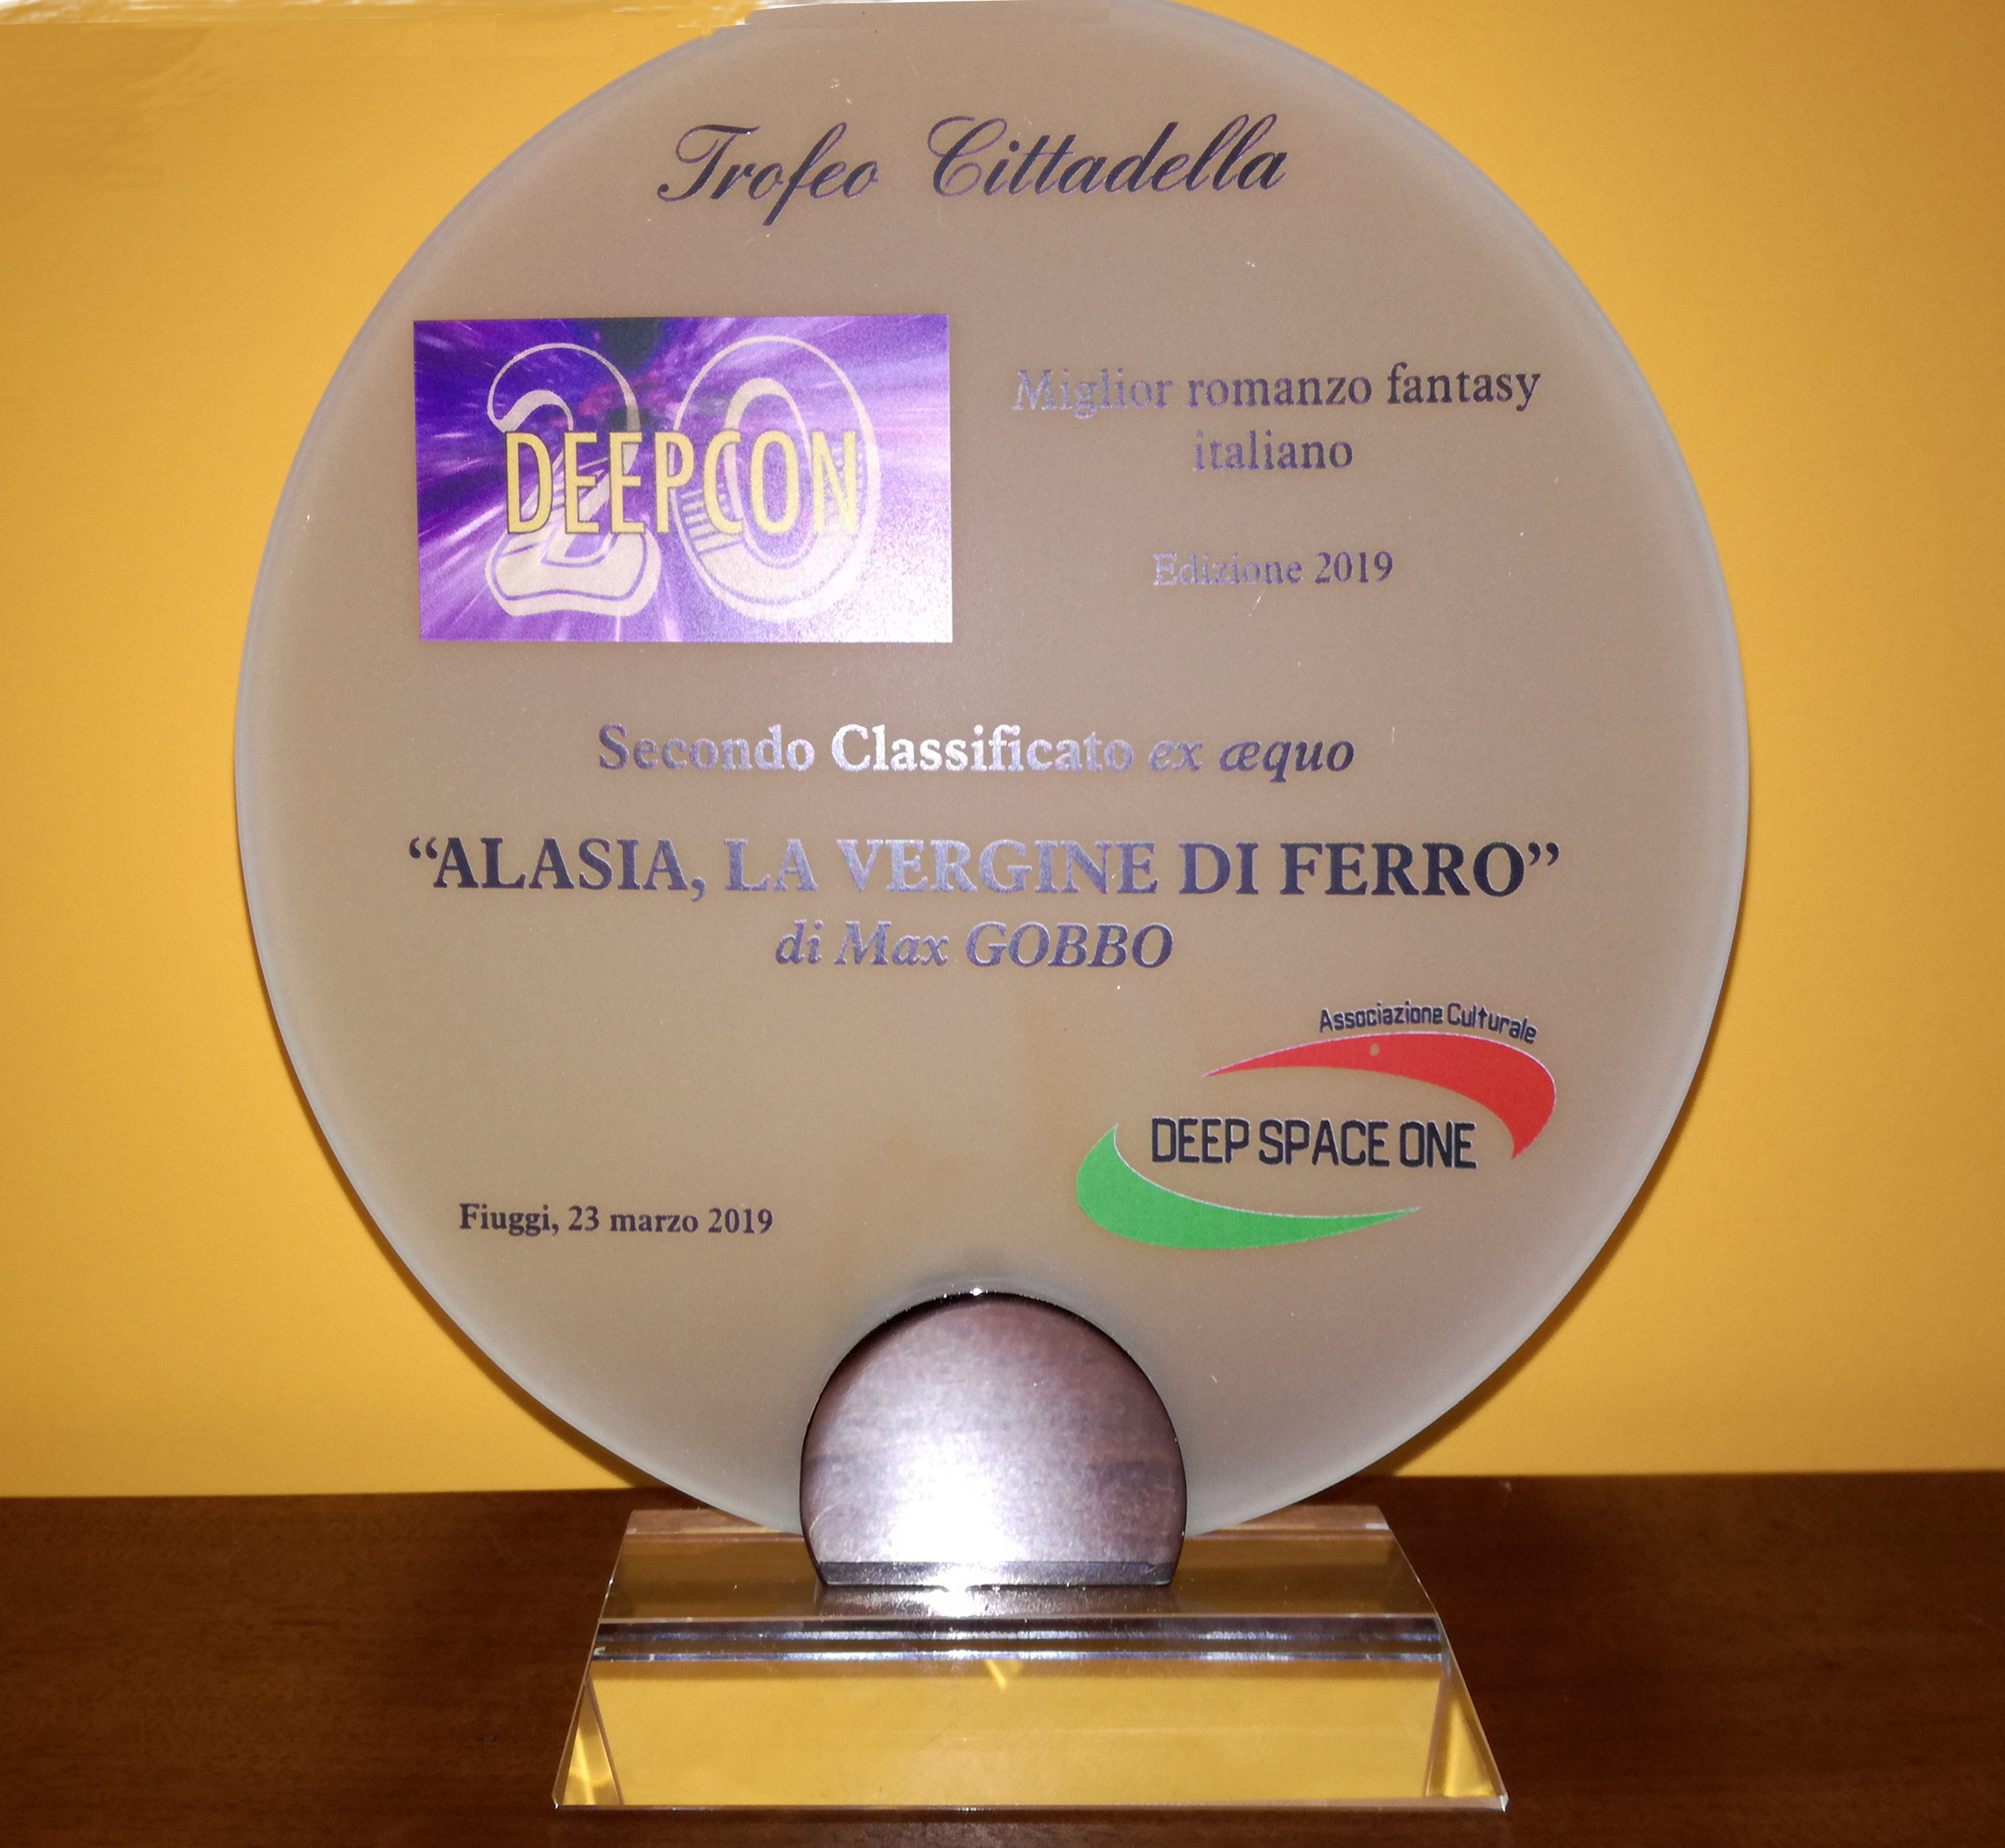 Trofeo Cittadella
20
DEEPCON
Miglior romanzo fantasy
italiano
Edizione 2019
Secondo Classificato ex æquo
“ALASIA, LA VERGINE DI FERRO”
di Max GOBBO
Associazione Culturale
DEEP SPACE ONE
Fiuggi, 23 marzo 2019